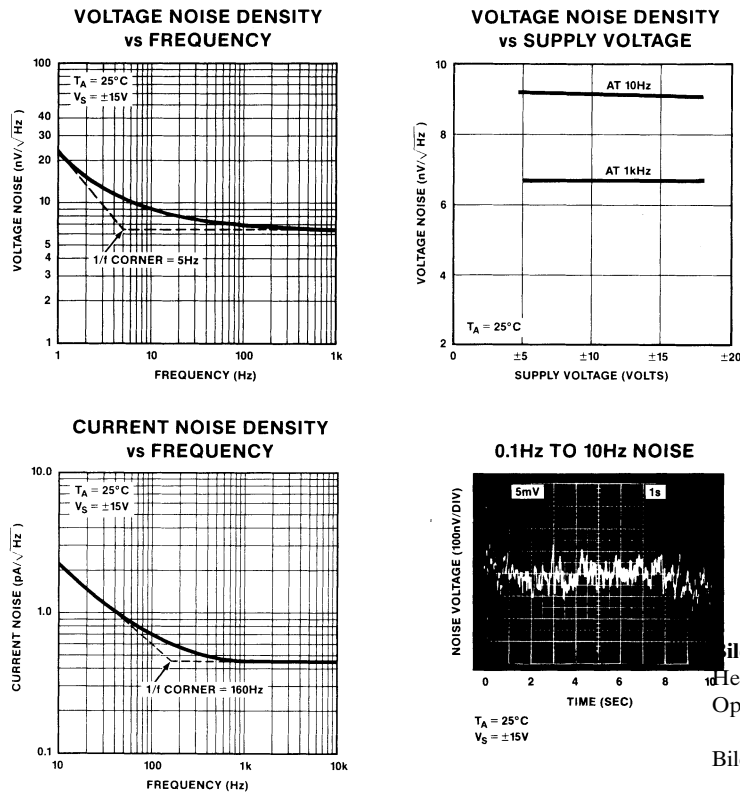 VOLTAGE NOISE DENSITY
vs FREQUENCY
100
40
30
20
10
5
4
3
2
1
VOLTAGE NOISE (nV/√Hz)
TA = 25°C
VS = ±15V
1/f CORNER = 5Hz
1
10
100
1k
FREQUENCY (Hz)
VOLTAGE NOISE DENSITY
vs SUPPLY VOLTAGE
10
8
6
4
2
VOLTAGE NOISE (nV/√Hz)
AT 10Hz
AT 1kHz
TA = 25°C
0
±5
±10
±15
±20
SUPPLY VOLTAGE (VOLTS)
CURRENT NOISE DENSITY
vs FREQUENCY
10.0
1.0
0.1
CURRENT NOISE (pA/√Hz)
TA = 25°C
VS = ±15V
1/f CORNER = 160Hz
10
100
1k
10k
FREQUENCY (Hz)
0.1Hz TO 10Hz NOISE
5mV
1s
NOISE VOLTAGE (100nV/DIV)
0
2
4
6
8
10
TIME (SEC)
TA = 25°C
VS = ±15V
Bil
He
Op
Bil